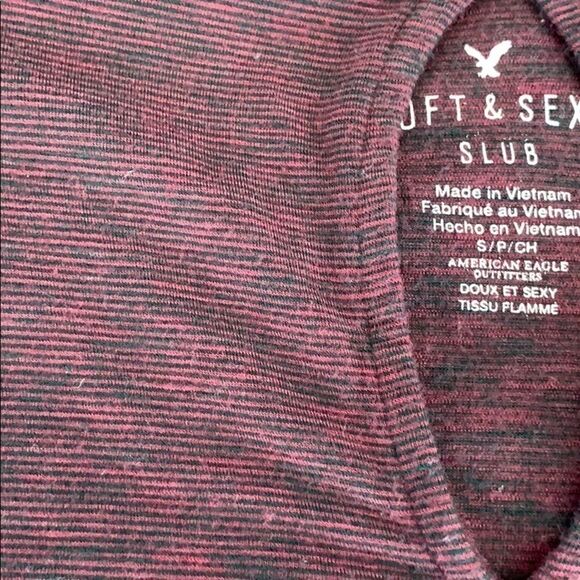 OFT & SEX
SLUB
Made in Vietnam
Fabriqué au Vietnam
Hecho en Vietnam
S/P/CH
AMERICAN EAGLE
OUTFITTERS
DOUX ET SEXY
TISSU FLAMMÉ